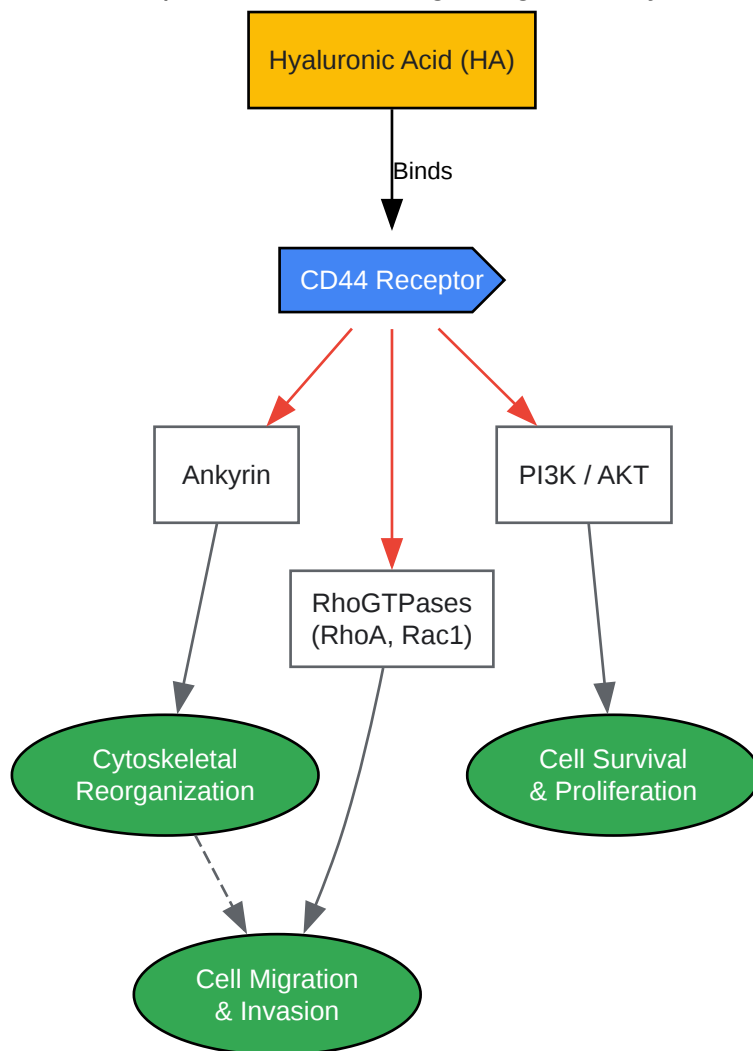 Hyaluronic Acid (HA)
Binds
CD44 Receptor
Ankyrin
PI3K / AKT
RhoGTPases
(RhoA, Rac1)
Cytoskeletal
Reorganization
Cell Survival
& Proliferation
Cell Migration
& Invasion